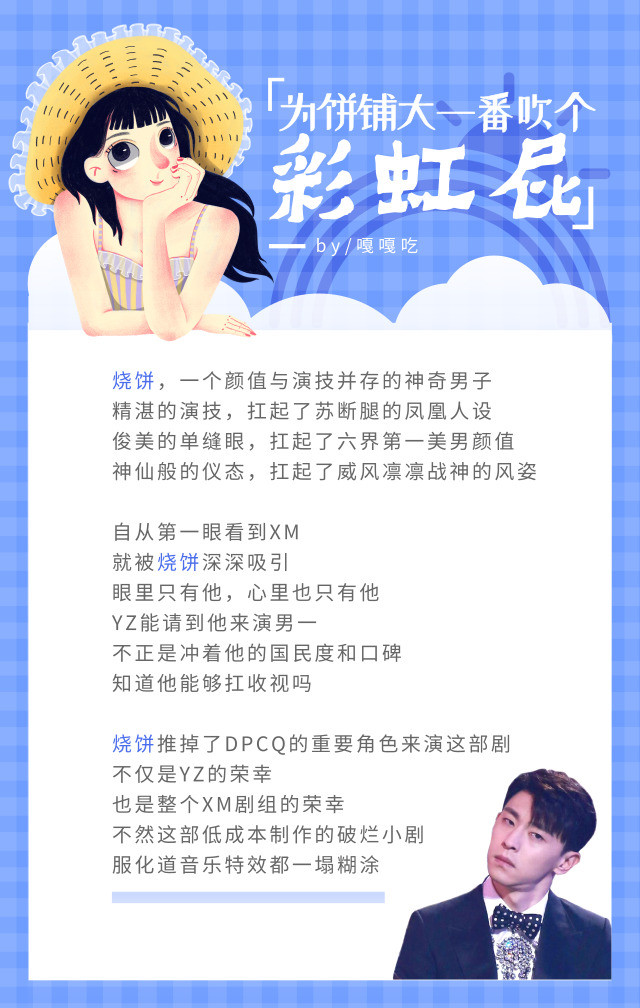 「为饼铺大一番吹个
彩虹屁」
by/嘎嘎吃
烧饼，一个颜值与演技并存的神奇男子
精湛的演技，扛起了苏断腿的凤凰人设
俊美的单缝眼，扛起了六界第一美男颜值
神仙般的仪态，扛起了威风凛凛战神的风姿
自从第一眼看到XM
就被烧饼深深吸引
眼里只有他，心里也只有他
YZ能请到他来演男一
不正是冲着他的国民度和口碑
知道他能够扛收视吗
烧饼推掉了DPCQ的重要角色来演这部剧
不仅是YZ的荣幸
也是整个XM剧组的荣幸
不然这部低成本制作的破烂小剧
服化道音乐特效都一塌糊涂